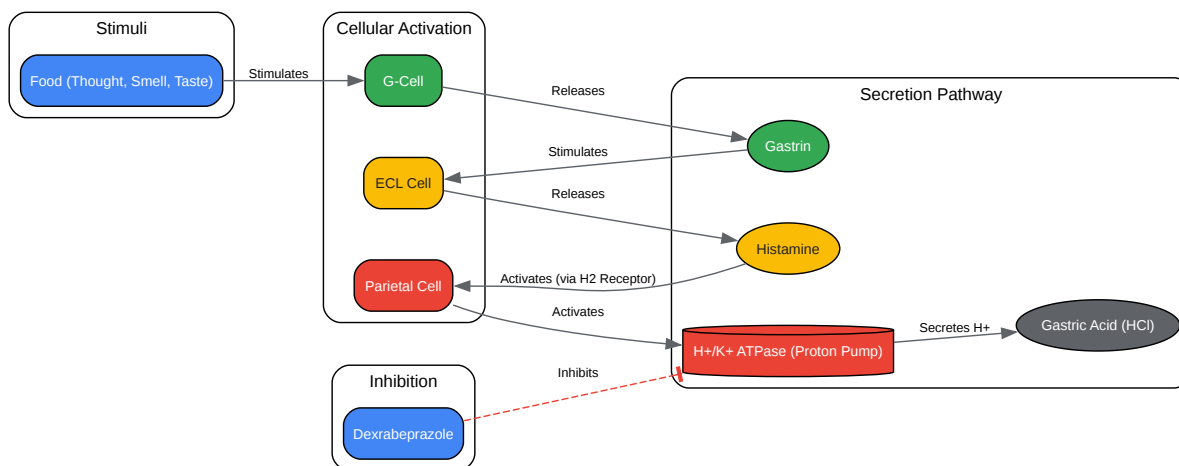 Stimuli
Food (Thought, Smell, Taste)
Stimulates
Cellular Activation
G-Cell
ECL Cell
Parietal Cell
Releases
Stimulates
Releases
Activates (via H2 Receptor)
Activates
Secretion Pathway
Gastrin
Histamine
H+/K+ ATPase (Proton Pump)
Secretes H+
Gastric Acid (HCl)
Inhibition
Dexrabeprazole
Inhibits